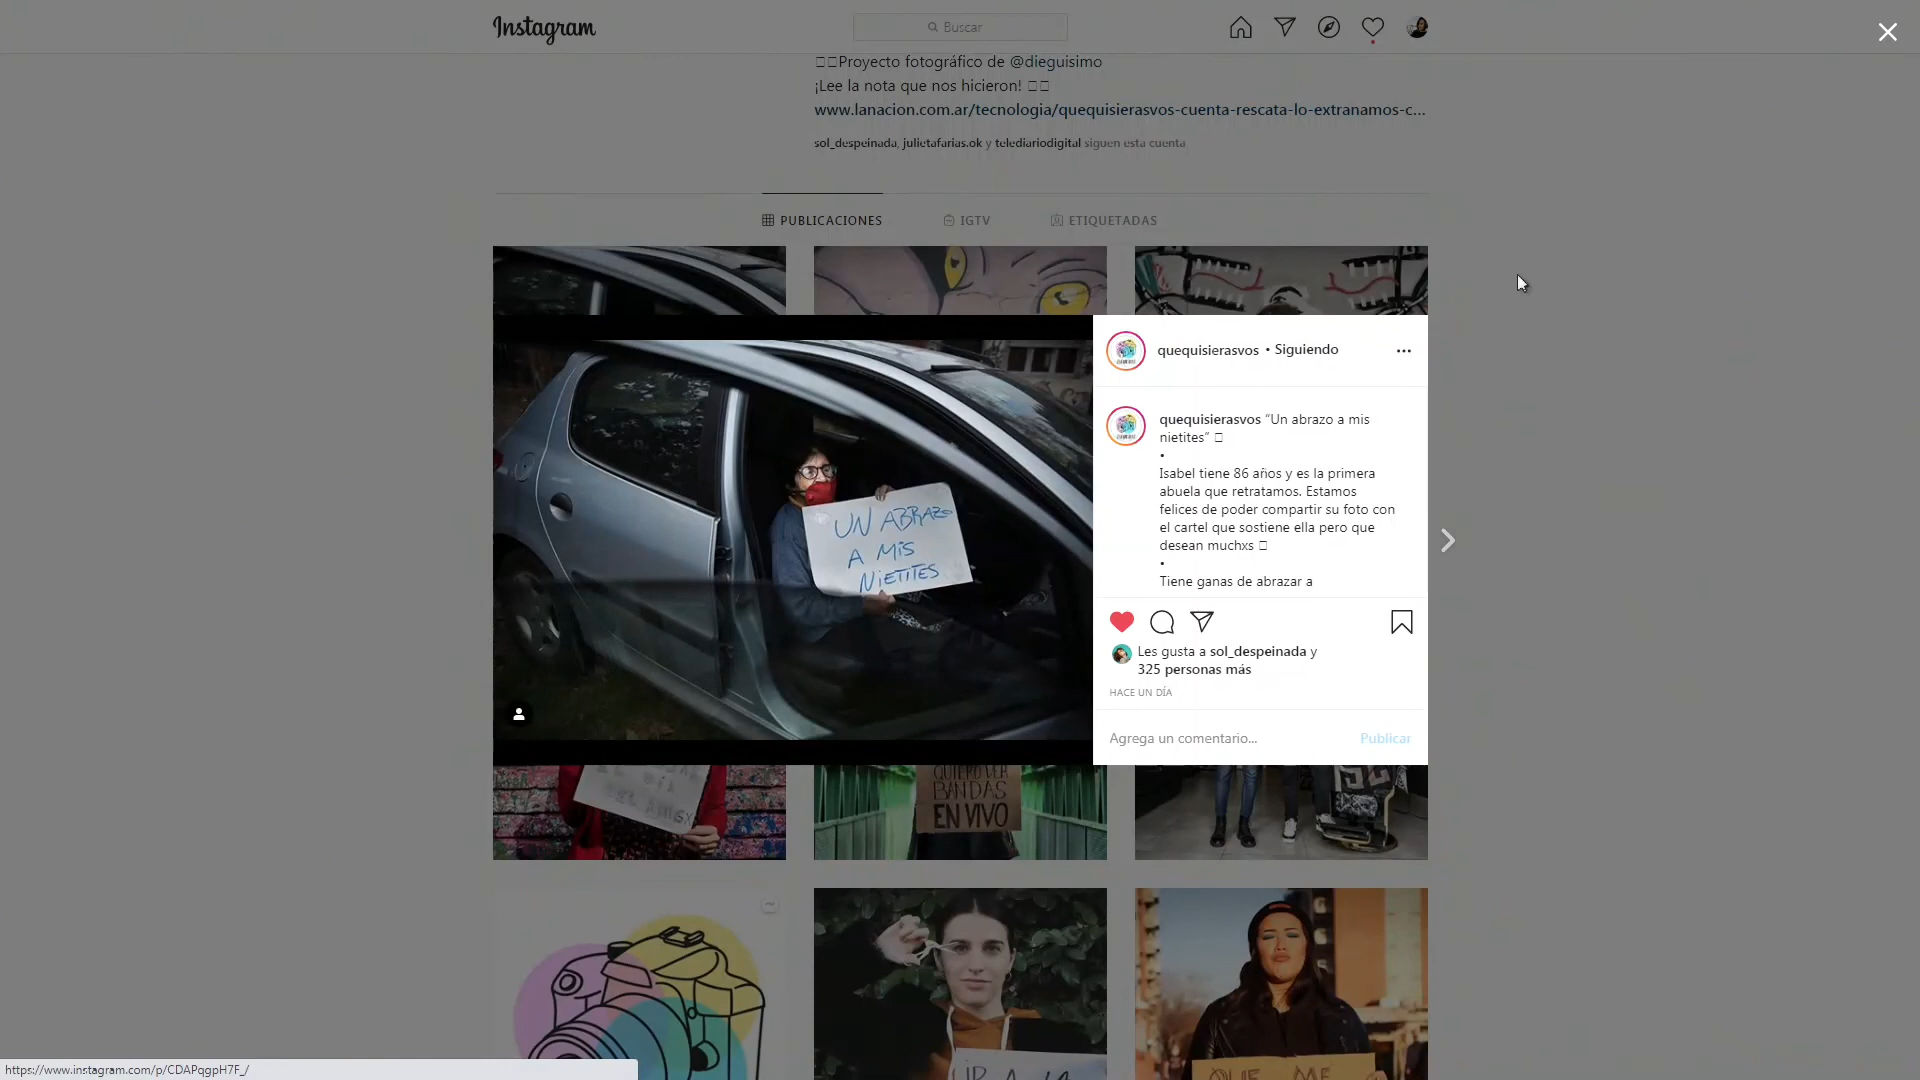 Instagram
Buscar
Proyecto fotográfico de @dieguisimo
¡Lee la nota que nos hicieron!
www.lanacion.com.ar/tecnologia/quequisierasvos-cuenta-rescata-lo-extranamos-c...
sol_despeinada, julietafarias.ok y telediariodigital siguen esta cuenta
PUBLICACIONES
IGTV
ETIQUETADAS
quequisierasvos • Siguiendo
quequisierasvos “Un abrazo a mis
nietites”
•
Isabel tiene 86 años y es la primera
abuela que retratamos. Estamos
felices de poder compartir su foto con
el cartel que sostiene ella pero que
desean muchxs
•
Tiene ganas de abrazar a
UN ABRAZO
A MIS
NIETITES
Les gusta a sol_despeinada y
325 personas más
HACE UN DÍA
Agrega un comentario...
Publicar
QUIERO VER
BANDAS
EN VIVO
QUE ME
https://www.instagram.com/p/CDAPqgpH7F_/